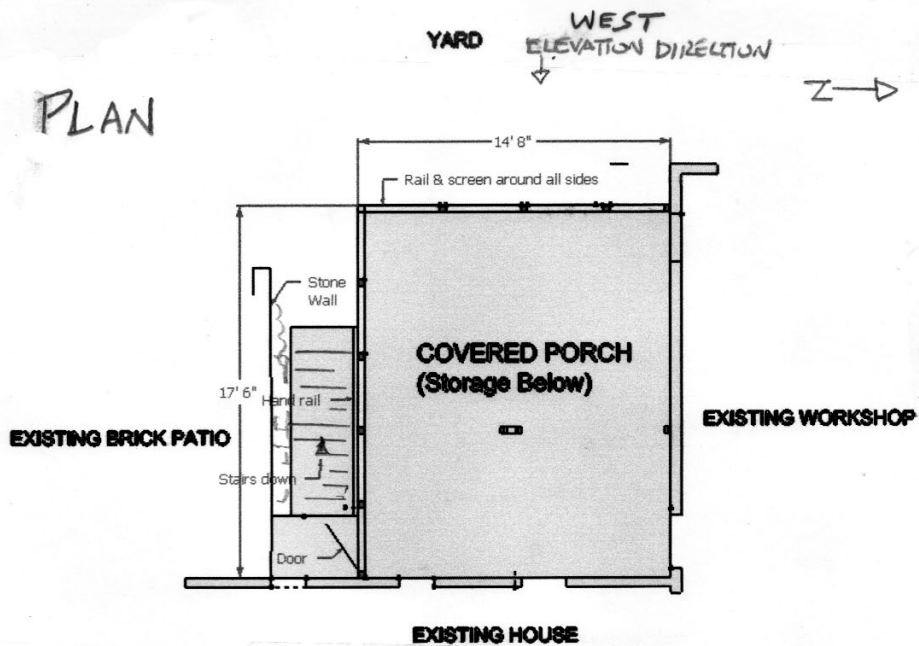 WEST
YARD ELEVATION DIRECTION
PLAN
Z
14' 8"
Rail & screen around all sides
Stone
Wall
COVERED PORCH
(Storage Below)
17' 6"
Hand rail
EXISTING BRICK PATIO
EXISTING WORKSHOP
Stairs down
Door
EXISTING HOUSE